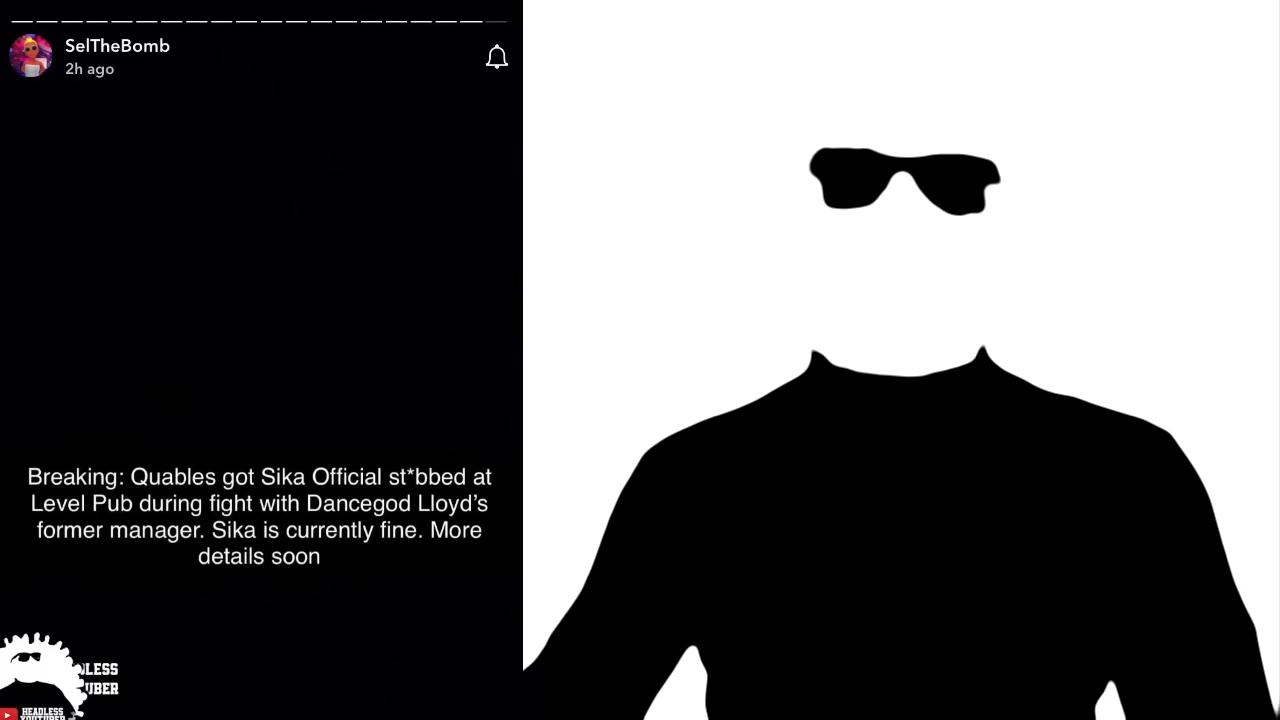 SelTheBomb
2h ago
Breaking: Quables got Sika Official st*bbed at
Level Pub during fight with Dancegod Lloyd's
former manager. Sika is currently fine. More
details soon
HEADLESS
YOUTUBER